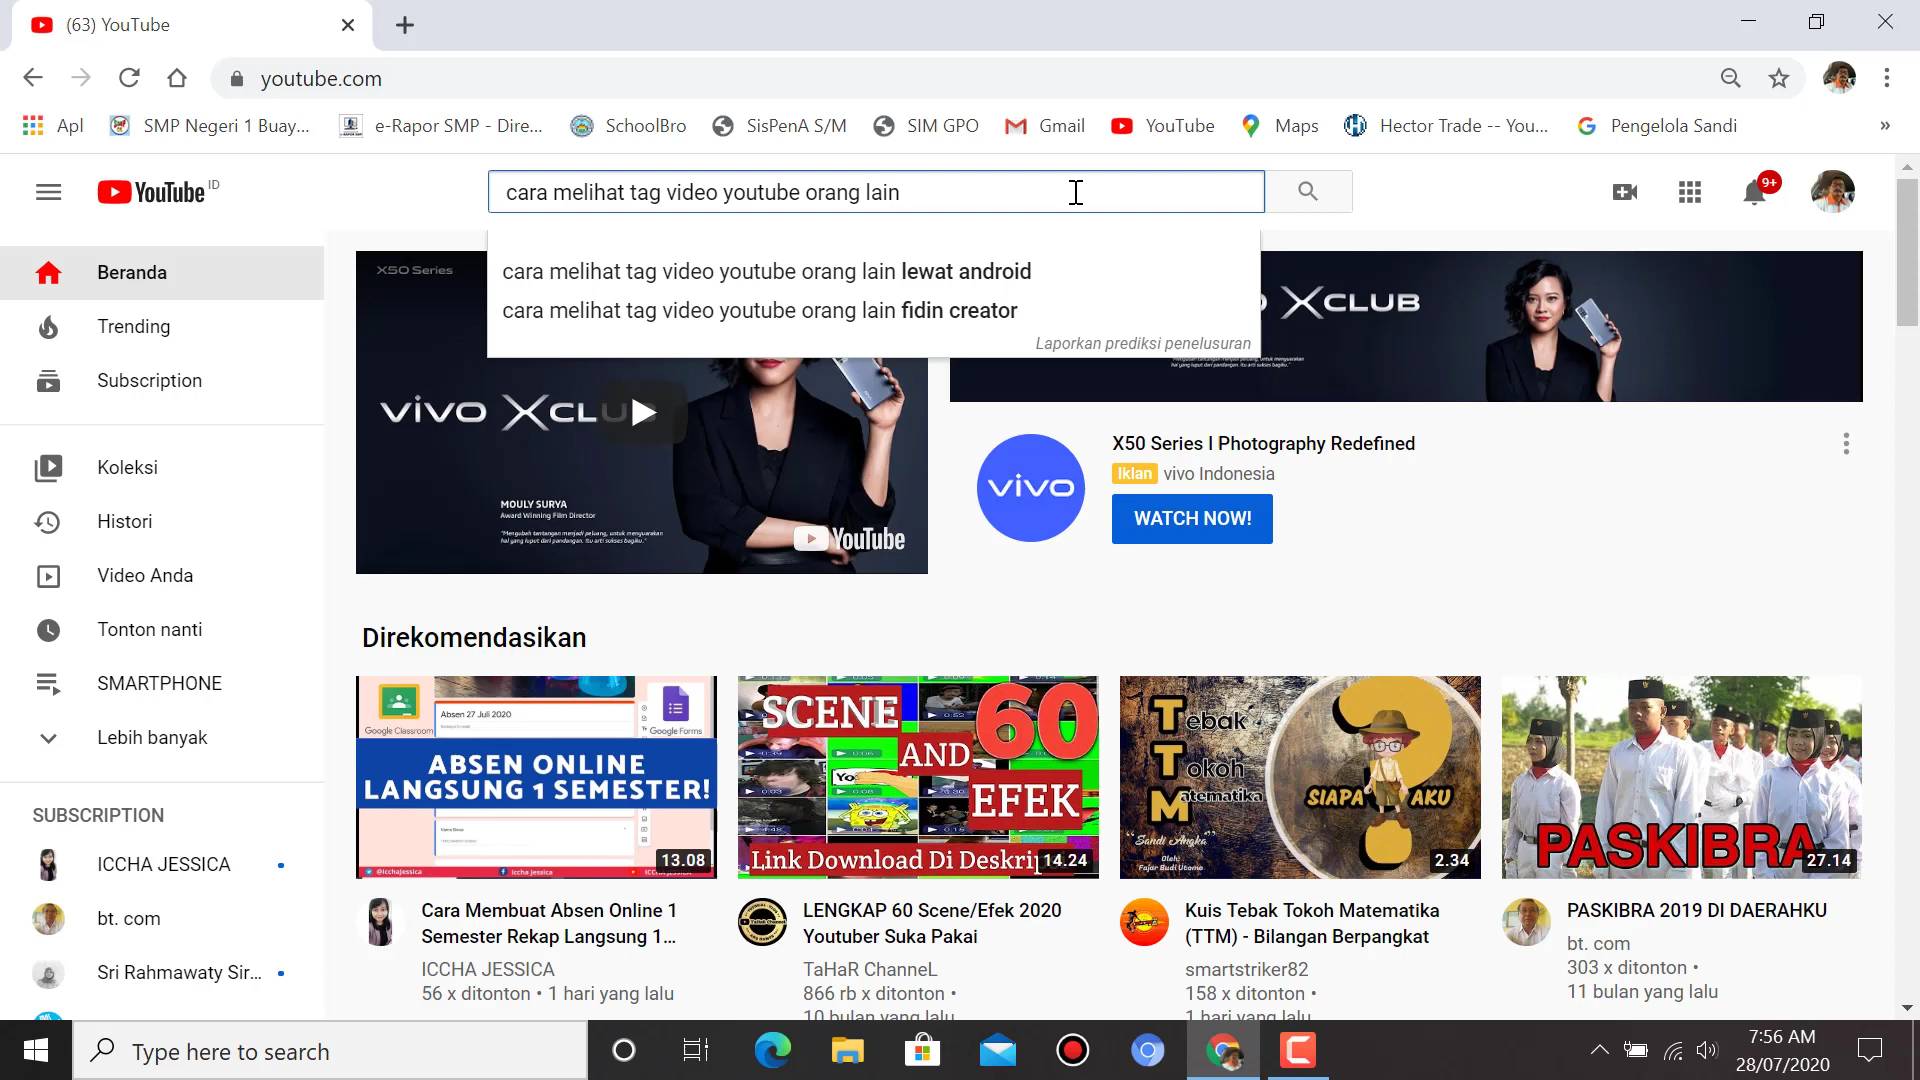 (63) YouTube
youtube.com
Apl
SMP Negeri 1 Buay...
e-Rapor SMP - Dire...
SchoolBro
SisPenA S/M
SIM GPO
Gmail
YouTube
Maps
Hector Trade -- You...
Pengelola Sandi
»
YouTube ID
cara melihat tag video youtube orang lain
9+
cara melihat tag video youtube orang lain lewat android
cara melihat tag video youtube orang lain fidin creator
Laporkan prediksi penelusuran
Beranda
Trending
Subscription
Koleksi
Histori
Video Anda
Tonton nanti
SMARTPHONE
Lebih banyak
SUBSCRIPTION
ICCHA JESSICA
bt. com
Sri Rahmawaty Sir...
X50 Series
vivo XCLUB
MOULY SURYA
Award Winning Film Director
YouTube
XCLUB
vivo
X50 Series I Photography Redefined
Iklan vivo Indonesia
WATCH NOW!
Direkomendasikan
Absen 27 Juli 2020
Google Classroom
Google Forms
ABSEN ONLINE
LANGSUNG 1 SEMESTER!
@IcchaJessica
Iccha Jessica
13.08
Cara Membuat Absen Online 1
Semester Rekap Langsung 1...
ICCHA JESSICA
56 x ditonton • 1 hari yang lalu
SCENE
60
AND
EFEK
Link Download Di Deskrip
14.24
LENGKAP 60 Scene/Efek 2020
Youtuber Suka Pakai
TaHaR ChanneL
866 rb x ditonton •
10 bulan yang lalu
Tebak
Tokoh
Matematika
"Sandi Angka"
Oleh:
Fajar Budi Utomo
SIAPA AKU
2.34
Kuis Tebak Tokoh Matematika
(TTM) - Bilangan Berpangkat
smartstriker82
158 x ditonton •
1 hari yang lalu
PASKIBRA
27.14
PASKIBRA 2019 DI DAERAHKU
bt. com
303 x ditonton •
11 bulan yang lalu
Type here to search
7:56 AM
28/07/2020